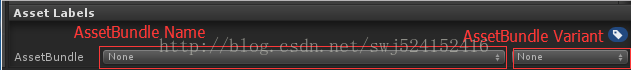 Asset Labels
AssetBundle Name
AssetBundle Variant
http://blog.csdn.net/swj524152416
AssetBundle None None